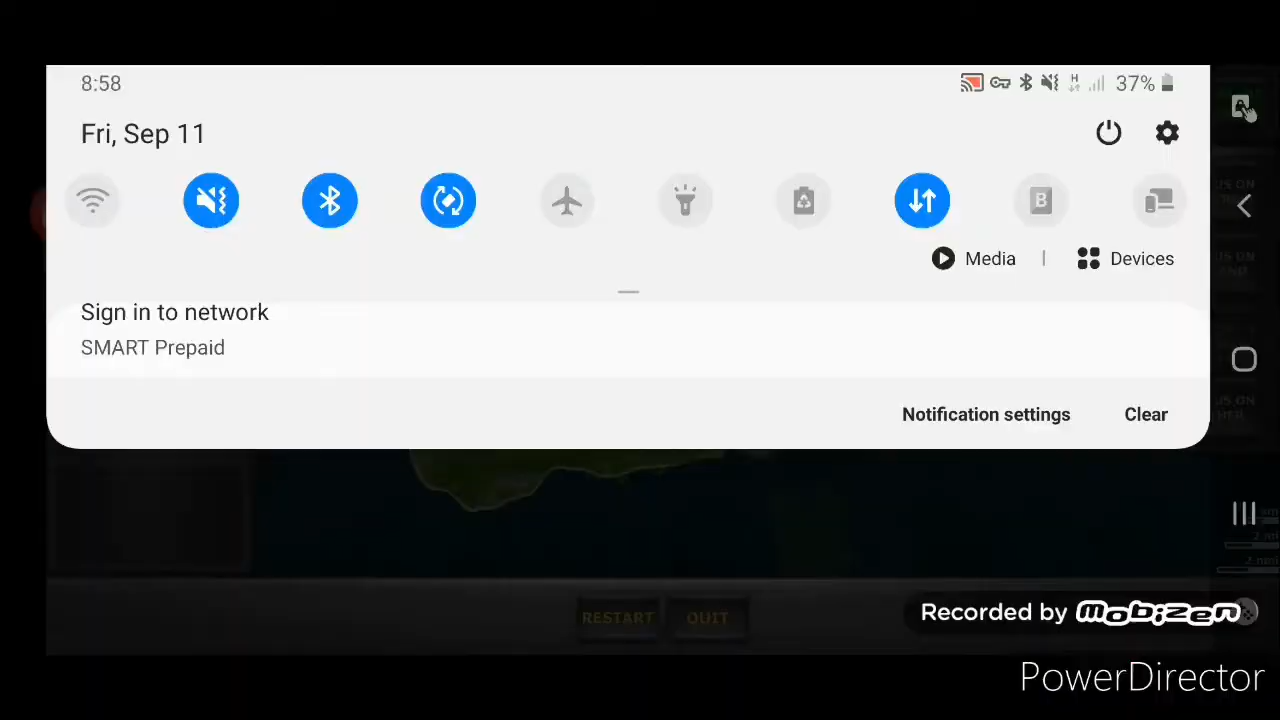 8:58
H
37%
Fri, Sep 11
B
Media | Devices
Sign in to network
SMART Prepaid
Notification settings Clear
RESTART QUIT
Recorded by Mobizen
PowerDirector